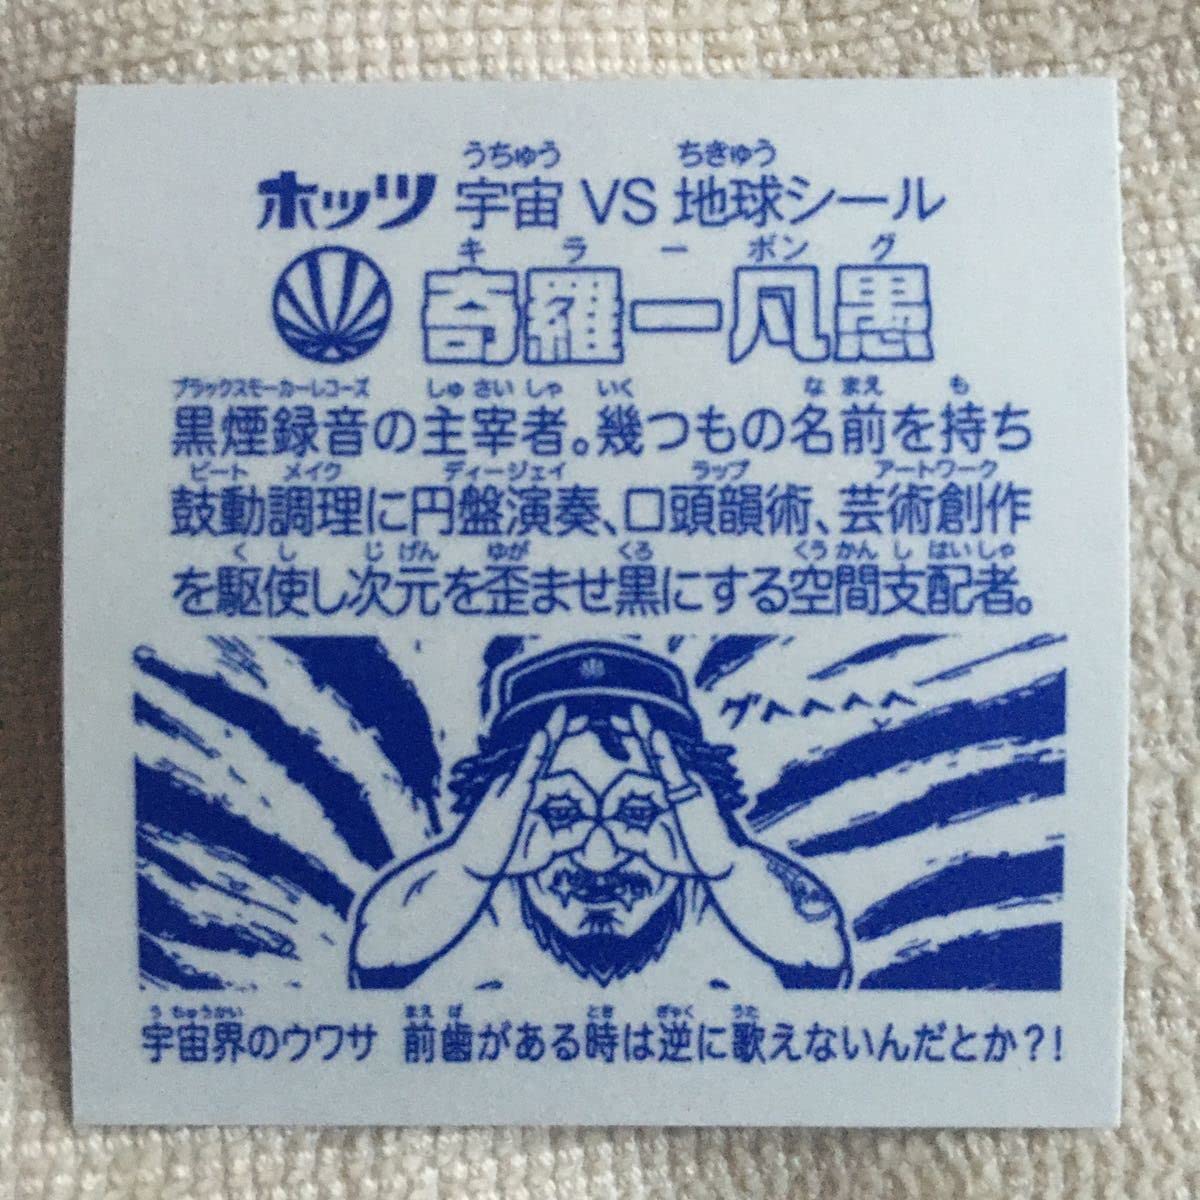 うちゅう ちきゅう
ホッツ 宇宙 VS 地球シール
キラーボング
奇羅一凡愚
ブラックスモーカーレコーズ しゅさいしゃ いく なまえ も
黒煙録音の主宰者。幾つもの名前を持ち
ビート メイク ディージェイ ラップ アートワーク
鼓動調理に円盤演奏、口頭韻術、芸術創作
くし じげん ゆが くろ くうかんしはいしゃ
を駆使し次元を歪ませ黒にする空間支配者。
グヘヘヘヘ
うちゅうかい まえば とき ぎゃく うた
宇宙界のウワサ 前歯がある時は逆に歌えないんだとか?!